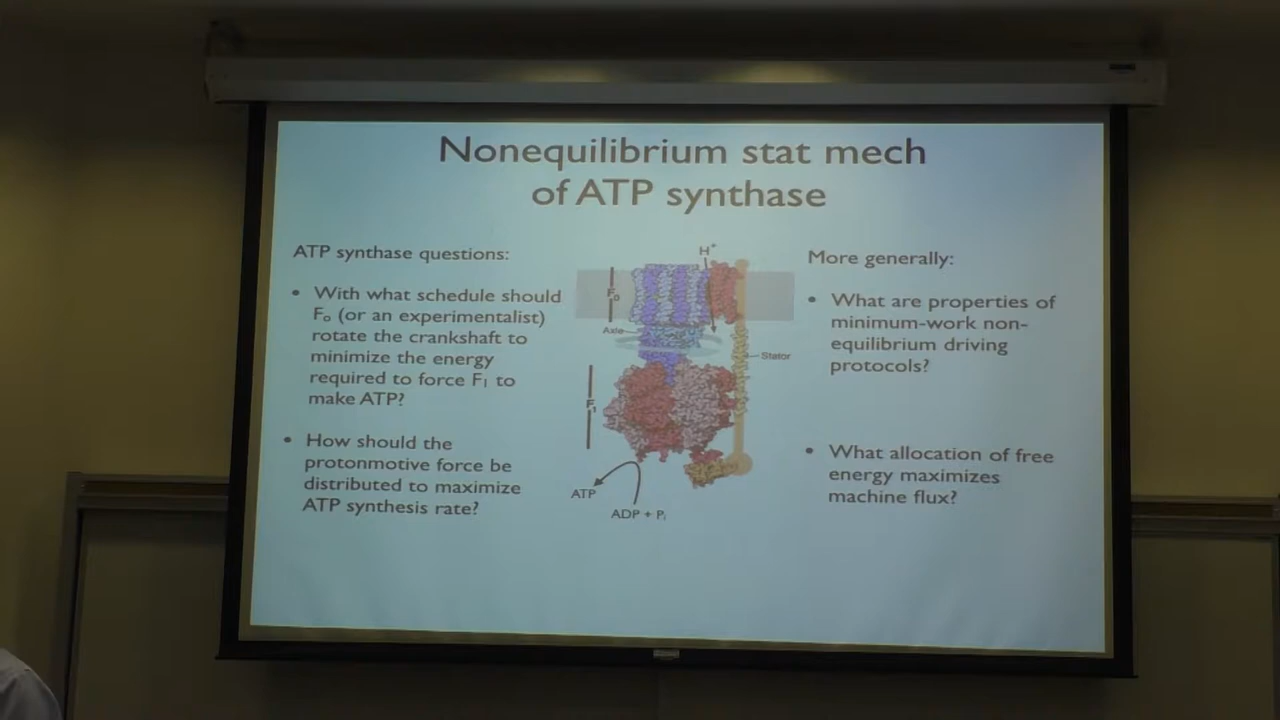 Nonequilibrium stat mech
of ATP synthase
ATP synthase questions:
• With what schedule should
Fₒ (or an experimentalist)
rotate the crankshaft to
minimize the energy
required to force F₁ to
make ATP?
• How should the
protonmotive force be
distributed to maximize
ATP synthesis rate?
H⁺
Fₒ
Axle
Stator
F₁
ATP
ADP + Pᵢ
More generally:
• What are properties of
minimum-work non-
equilibrium driving
protocols?
• What allocation of free
energy maximizes
machine flux?